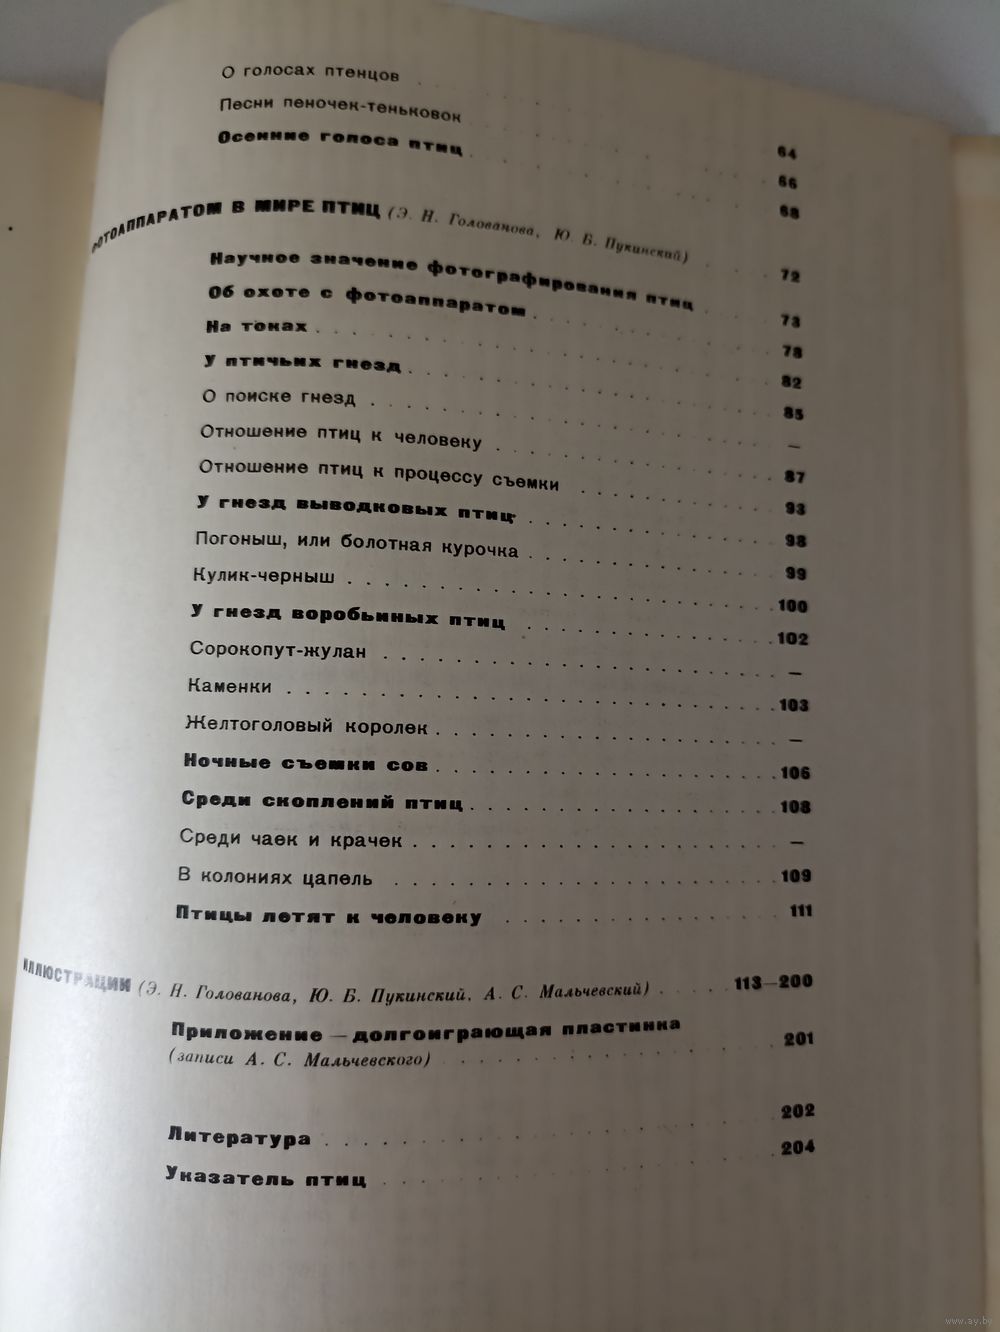 О голосах птенцов . . . 64
Песни пеночек-теньковок . . . 66
Осенние голоса птиц . . . 68
ФОТОАППАРАТОМ В МИРЕ ПТИЦ (Э. Н. Голованова, Ю. Б. Пукинский) . . . 72
Научное значение фотографирования птиц . . . 73
Об охоте с фотоаппаратом . . . 78
На токах . . . 82
У птичьих гнезд . . . 85
О поиске гнезд . . . —
Отношение птиц к человеку . . . 87
Отношение птиц к процессу съемки . . . 93
У гнезд выводковых птиц . . . 98
Погоныш, или болотная курочка . . . 99
Кулик-черныш . . . 100
У гнезд воробьиных птиц . . . 102
Сорокопут-жулан . . . —
Каменки . . . 103
Желтоголовый королек . . . —
Ночные съемки сов . . . 106
Среди скоплений птиц . . . 108
Среди чаек и крачек . . . —
В колониях цапель . . . 109
Птицы летят к человеку . . . 111
ИЛЛЮСТРАЦИИ (Э. Н. Голованова, Ю. Б. Пукинский, А. С. Мальчевский) . . . 113—200
Приложение — долгоиграющая пластинка
(записи А. С. Мальчевского) . . . 201
Литература . . . 202
Указатель птиц . . . 204
www.ay.by